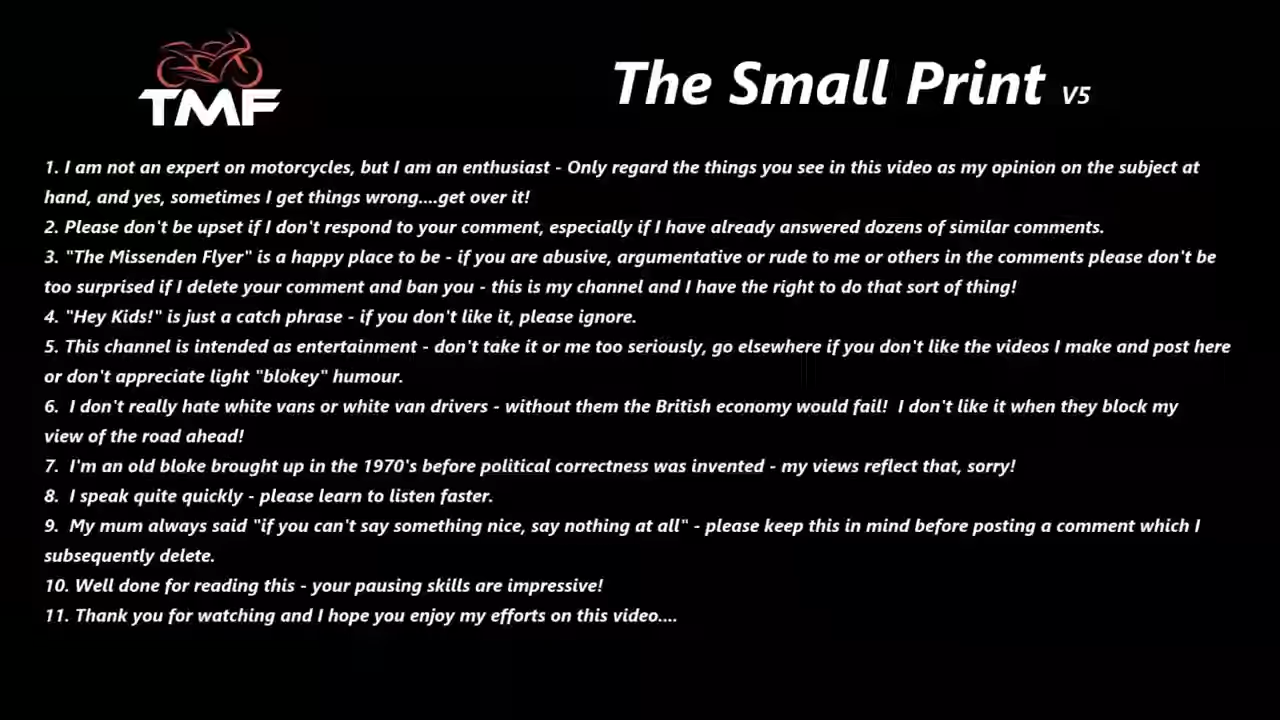 TMF
The Small Print V5
1. I am not an expert on motorcycles, but I am an enthusiast - Only regard the things you see in this video as my opinion on the subject at
hand, and yes, sometimes I get things wrong....get over it!
2. Please don't be upset if I don't respond to your comment, especially if I have already answered dozens of similar comments.
3. "The Missenden Flyer" is a happy place to be - if you are abusive, argumentative or rude to me or others in the comments please don't be
too surprised if I delete your comment and ban you - this is my channel and I have the right to do that sort of thing!
4. "Hey Kids!" is just a catch phrase - if you don't like it, please ignore.
5. This channel is intended as entertainment - don't take it or me too seriously, go elsewhere if you don't like the videos I make and post here
or don't appreciate light "blokey" humour.
6.  I don't really hate white vans or white van drivers - without them the British economy would fail!  I don't like it when they block my
view of the road ahead!
7.  I'm an old bloke brought up in the 1970's before political correctness was invented - my views reflect that, sorry!
8.  I speak quite quickly - please learn to listen faster.
9.  My mum always said "if you can't say something nice, say nothing at all" - please keep this in mind before posting a comment which I
subsequently delete.
10. Well done for reading this - your pausing skills are impressive!
11. Thank you for watching and I hope you enjoy my efforts on this video....